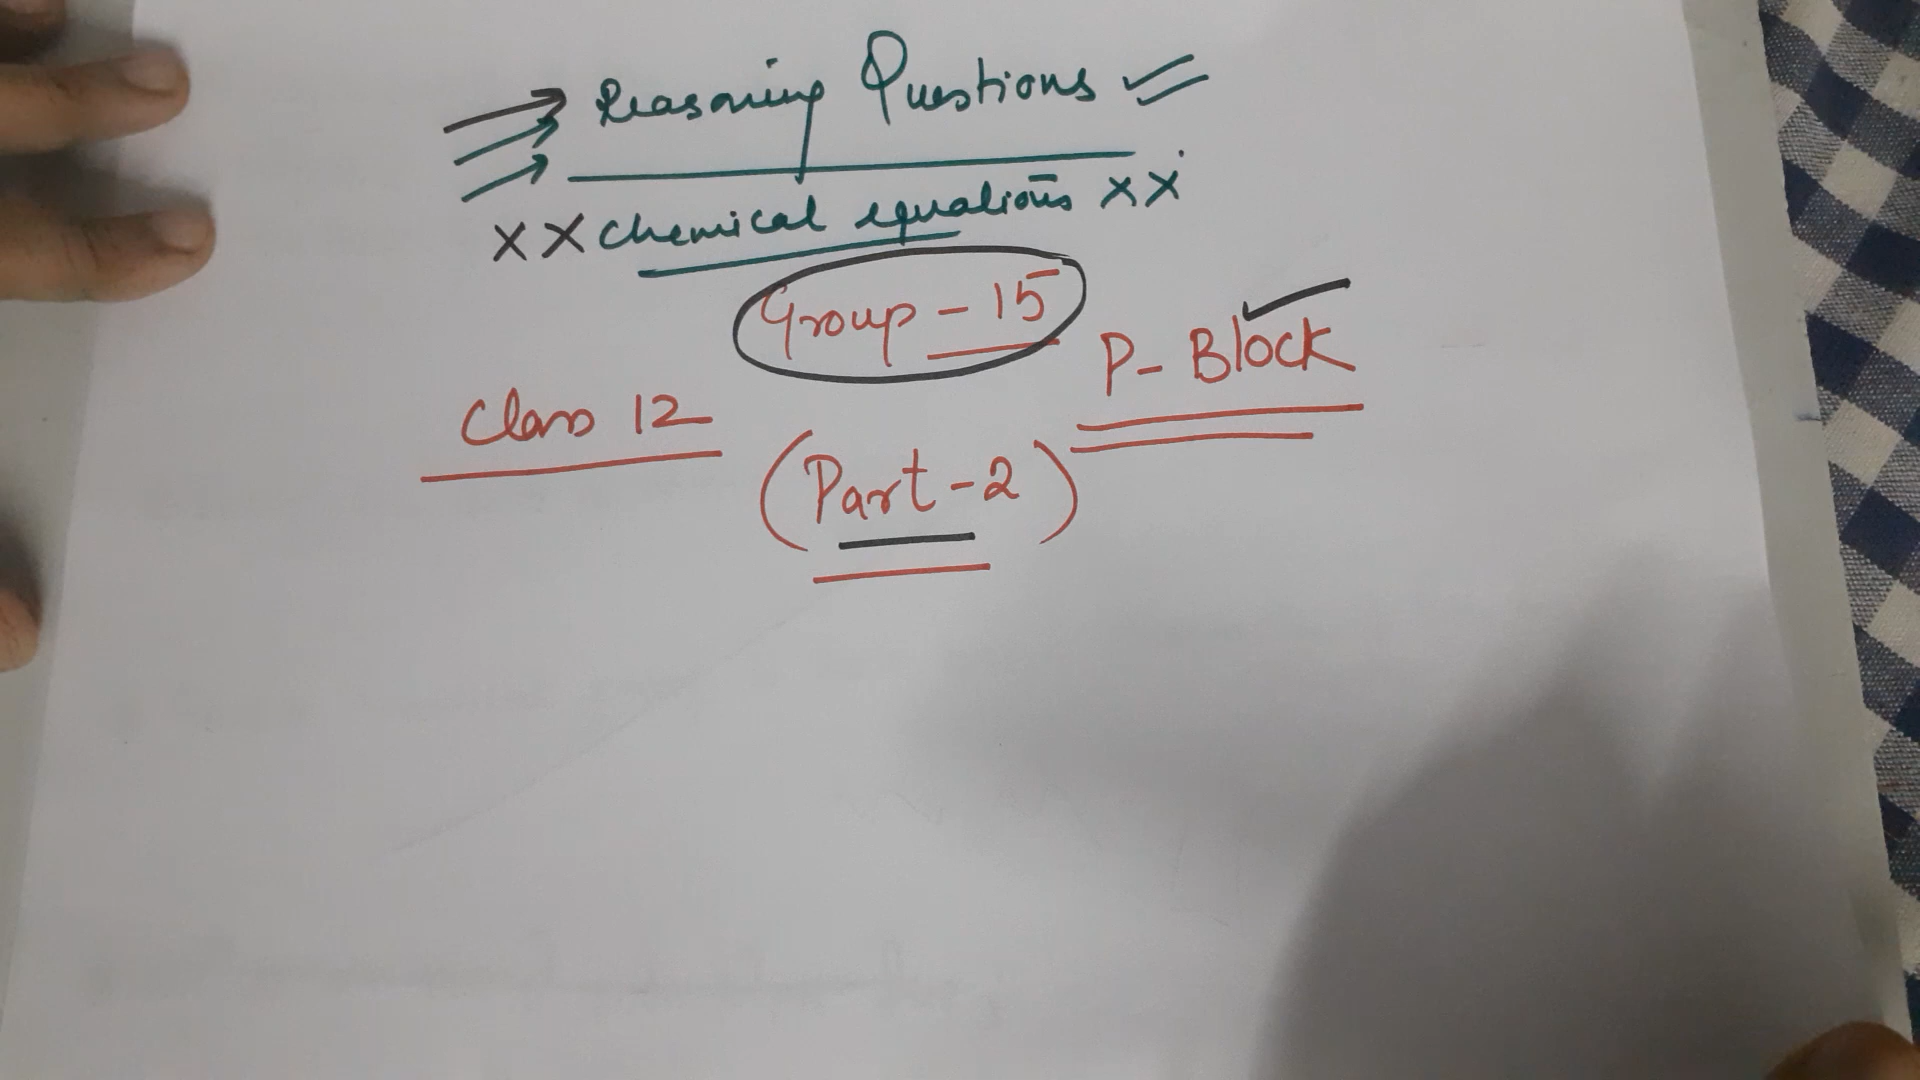 Reasoning Questions
XX Chemical equations XX
Group - 15
P- Block
Class 12
(Part-2)